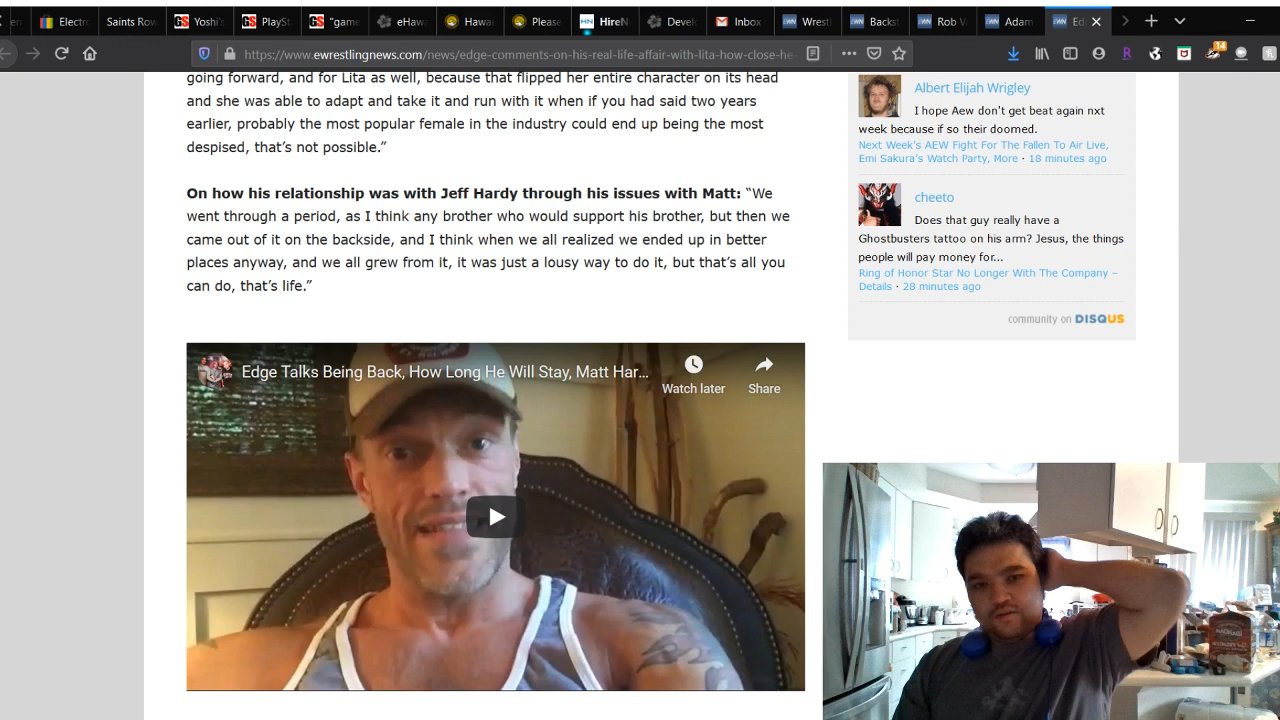 Electro
Saints Row
Yoshi's
PlaySt
"game
eHaw
Hawai
Please
HireN
Develo
Inbox
Wrestl
Backst
Rob V
Adam
Ed
https://www.ewrestlingnews.com/news/edge-comments-on-his-real-life-affair-with-lita-how-close-he
14
going forward, and for Lita as well, because that flipped her entire character on its head
and she was able to adapt and take it and run with it when if you had said two years
earlier, probably the most popular female in the industry could end up being the most
despised, that’s not possible.”
On how his relationship was with Jeff Hardy through his issues with Matt: “We
went through a period, as I think any brother who would support his brother, but then we
came out of it on the backside, and I think when we all realized we ended up in better
places anyway, and we all grew from it, it was just a lousy way to do it, but that’s all you
can do, that’s life.”
Edge Talks Being Back, How Long He Will Stay, Matt Har...
Watch later
Share
Albert Elijah Wrigley
I hope Aew don't get beat again nxt
week because if so their doomed.
Next Week’s AEW Fight For The Fallen To Air Live,
Emi Sakura’s Watch Party, More · 18 minutes ago
cheeto
Does that guy really have a
Ghostbusters tattoo on his arm? Jesus, the things
people will pay money for...
Ring of Honor Star No Longer With The Company –
Details · 28 minutes ago
community on DISQUS